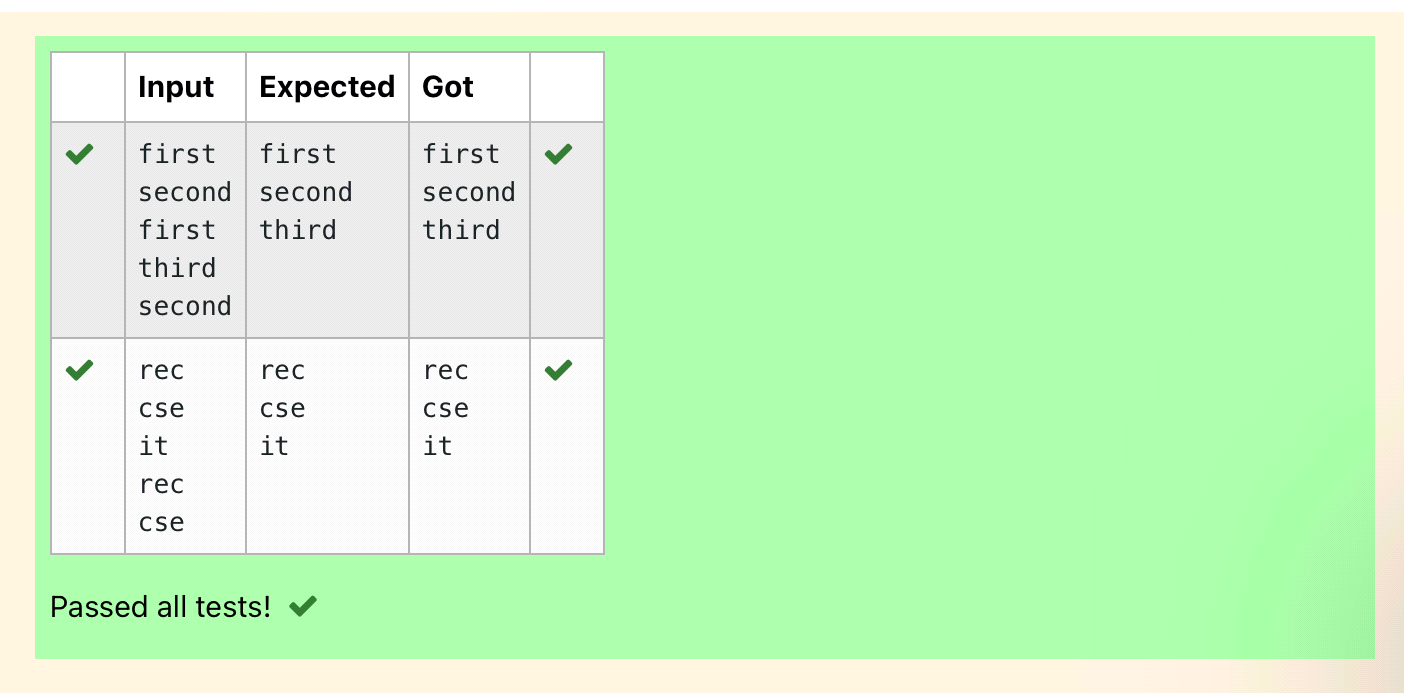 Input Expected Got
first first first
second second second
first third third
third
second
rec rec rec
cse cse cse
it it it
rec
cse
Passed all tests!